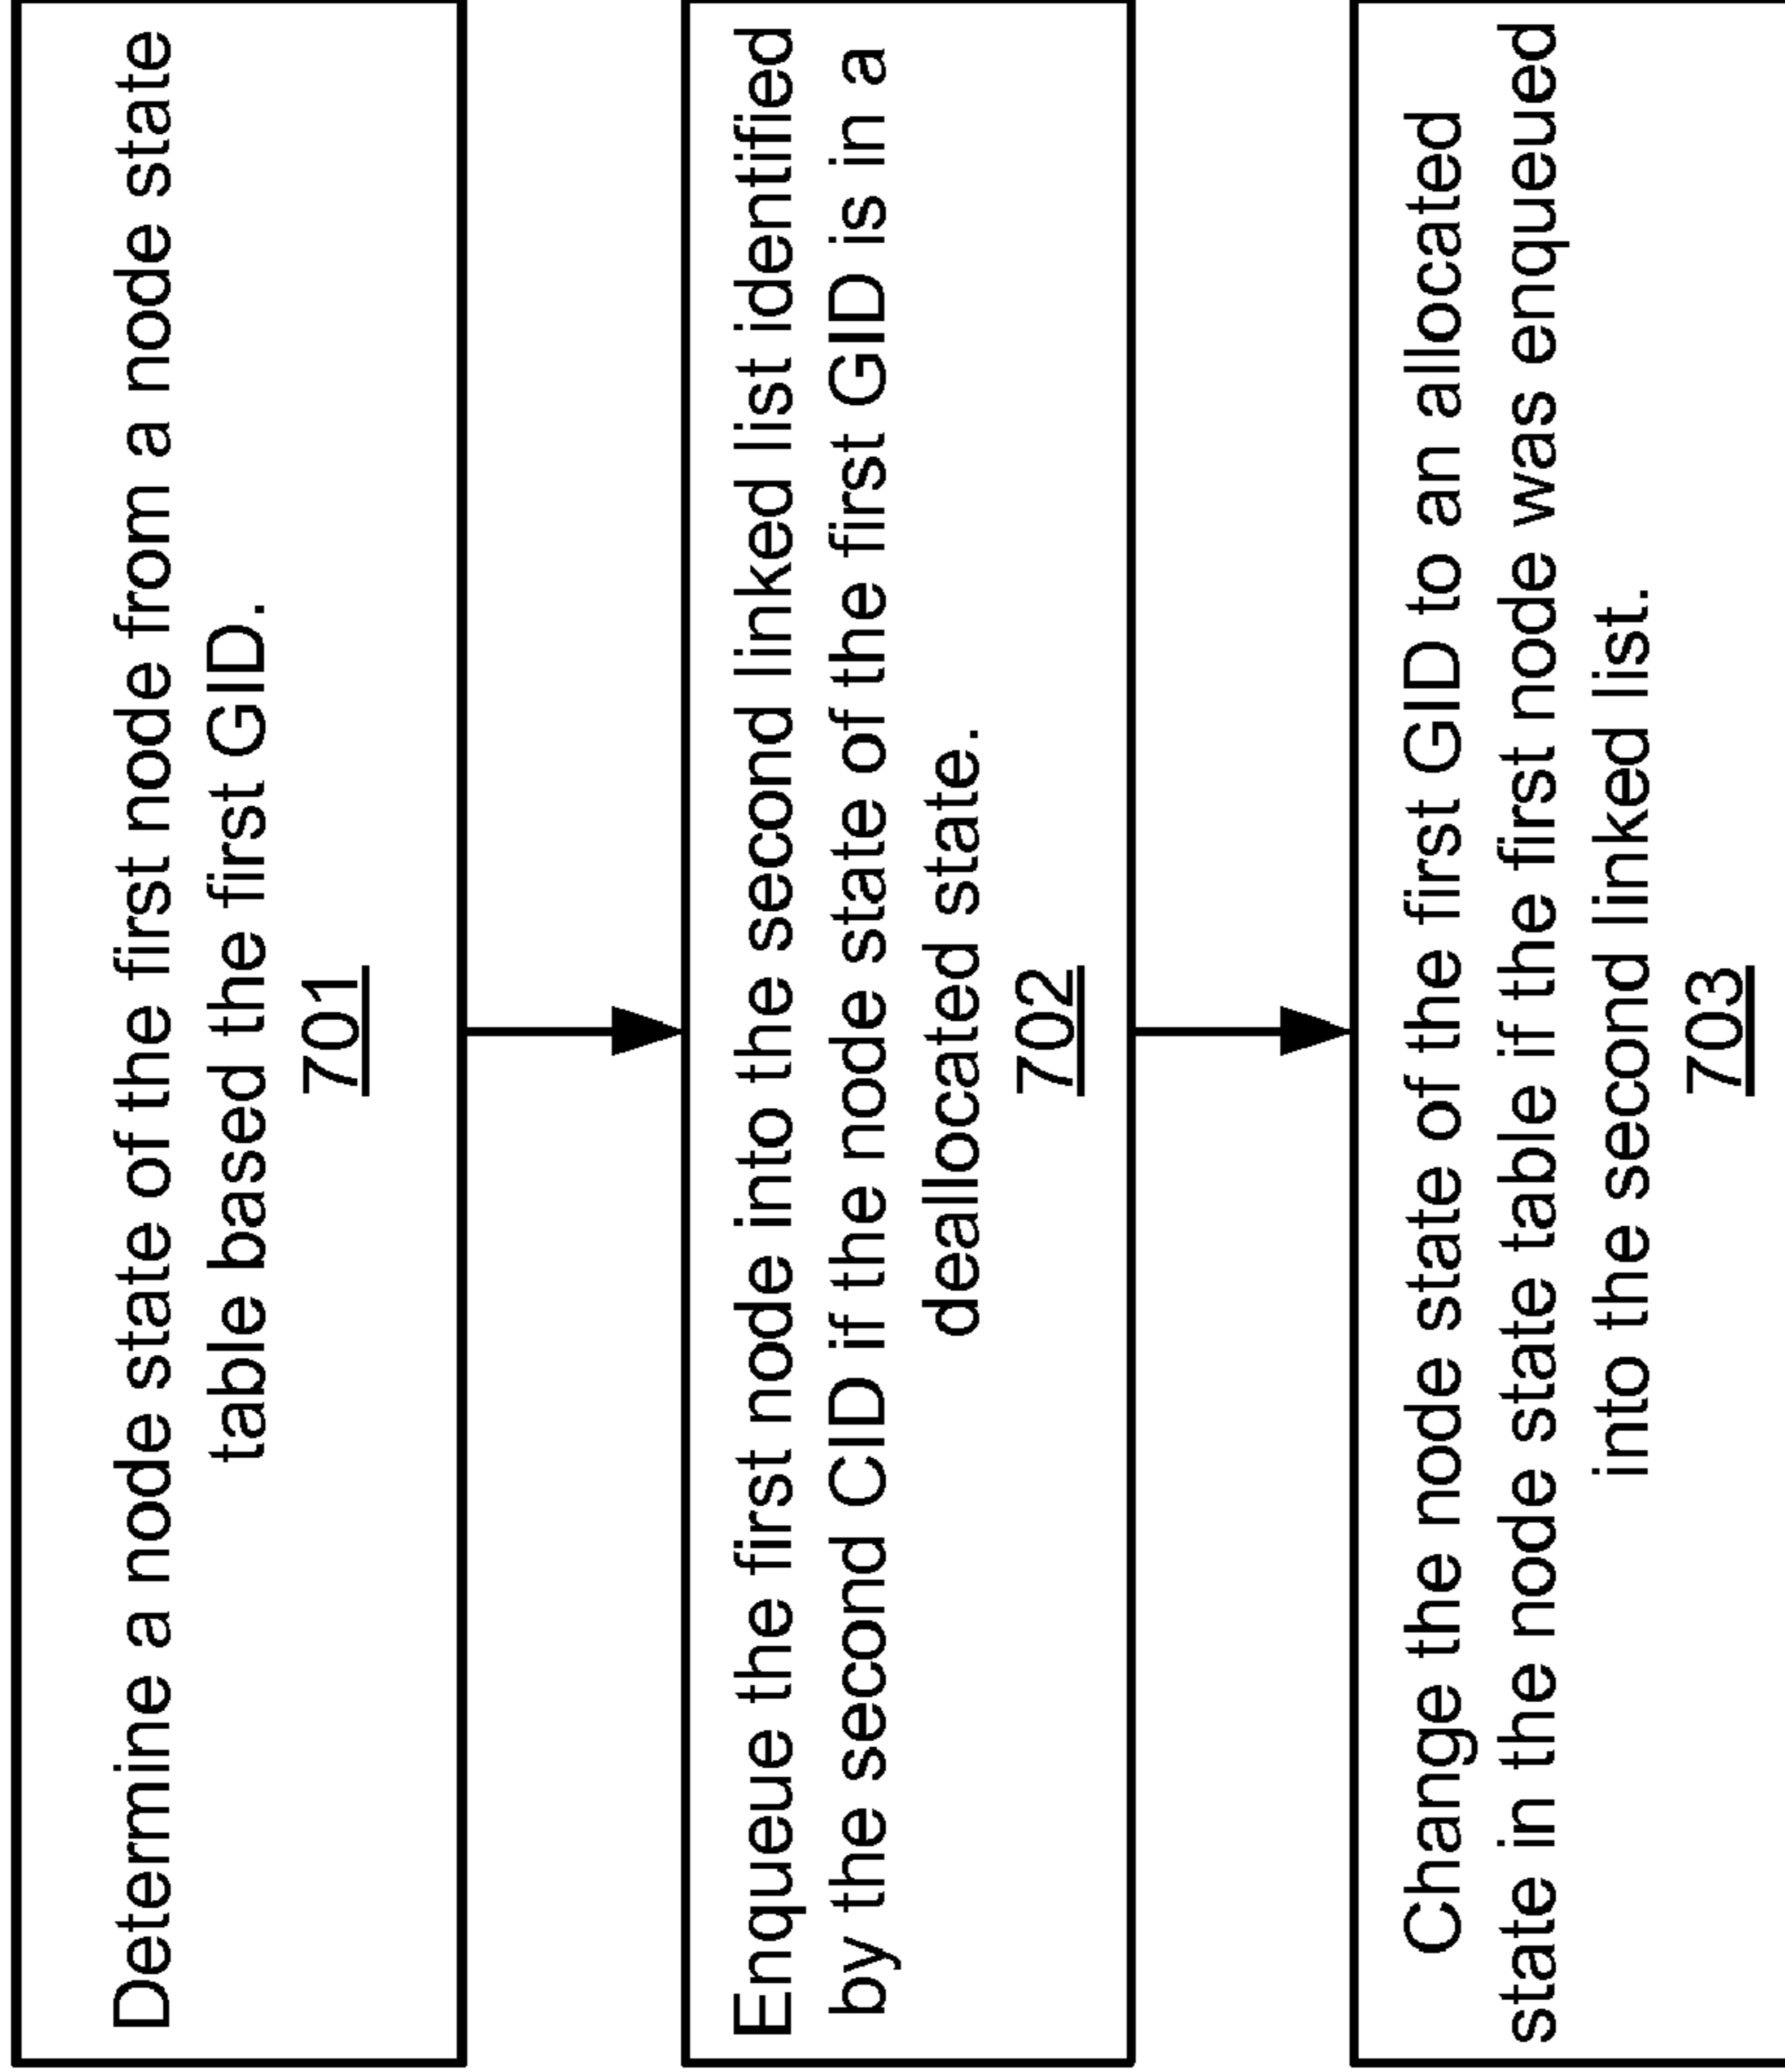 Determine a node state of the first node from a node state
table based the first GID.
701
Enqueue the first node into the second linked list identified
by the second CID if the node state of the first GID is in a
deallocated state.
702
Change the node state of the first GID to an allocated
state in the node state table if the first node was enqueued
into the second linked list.
703